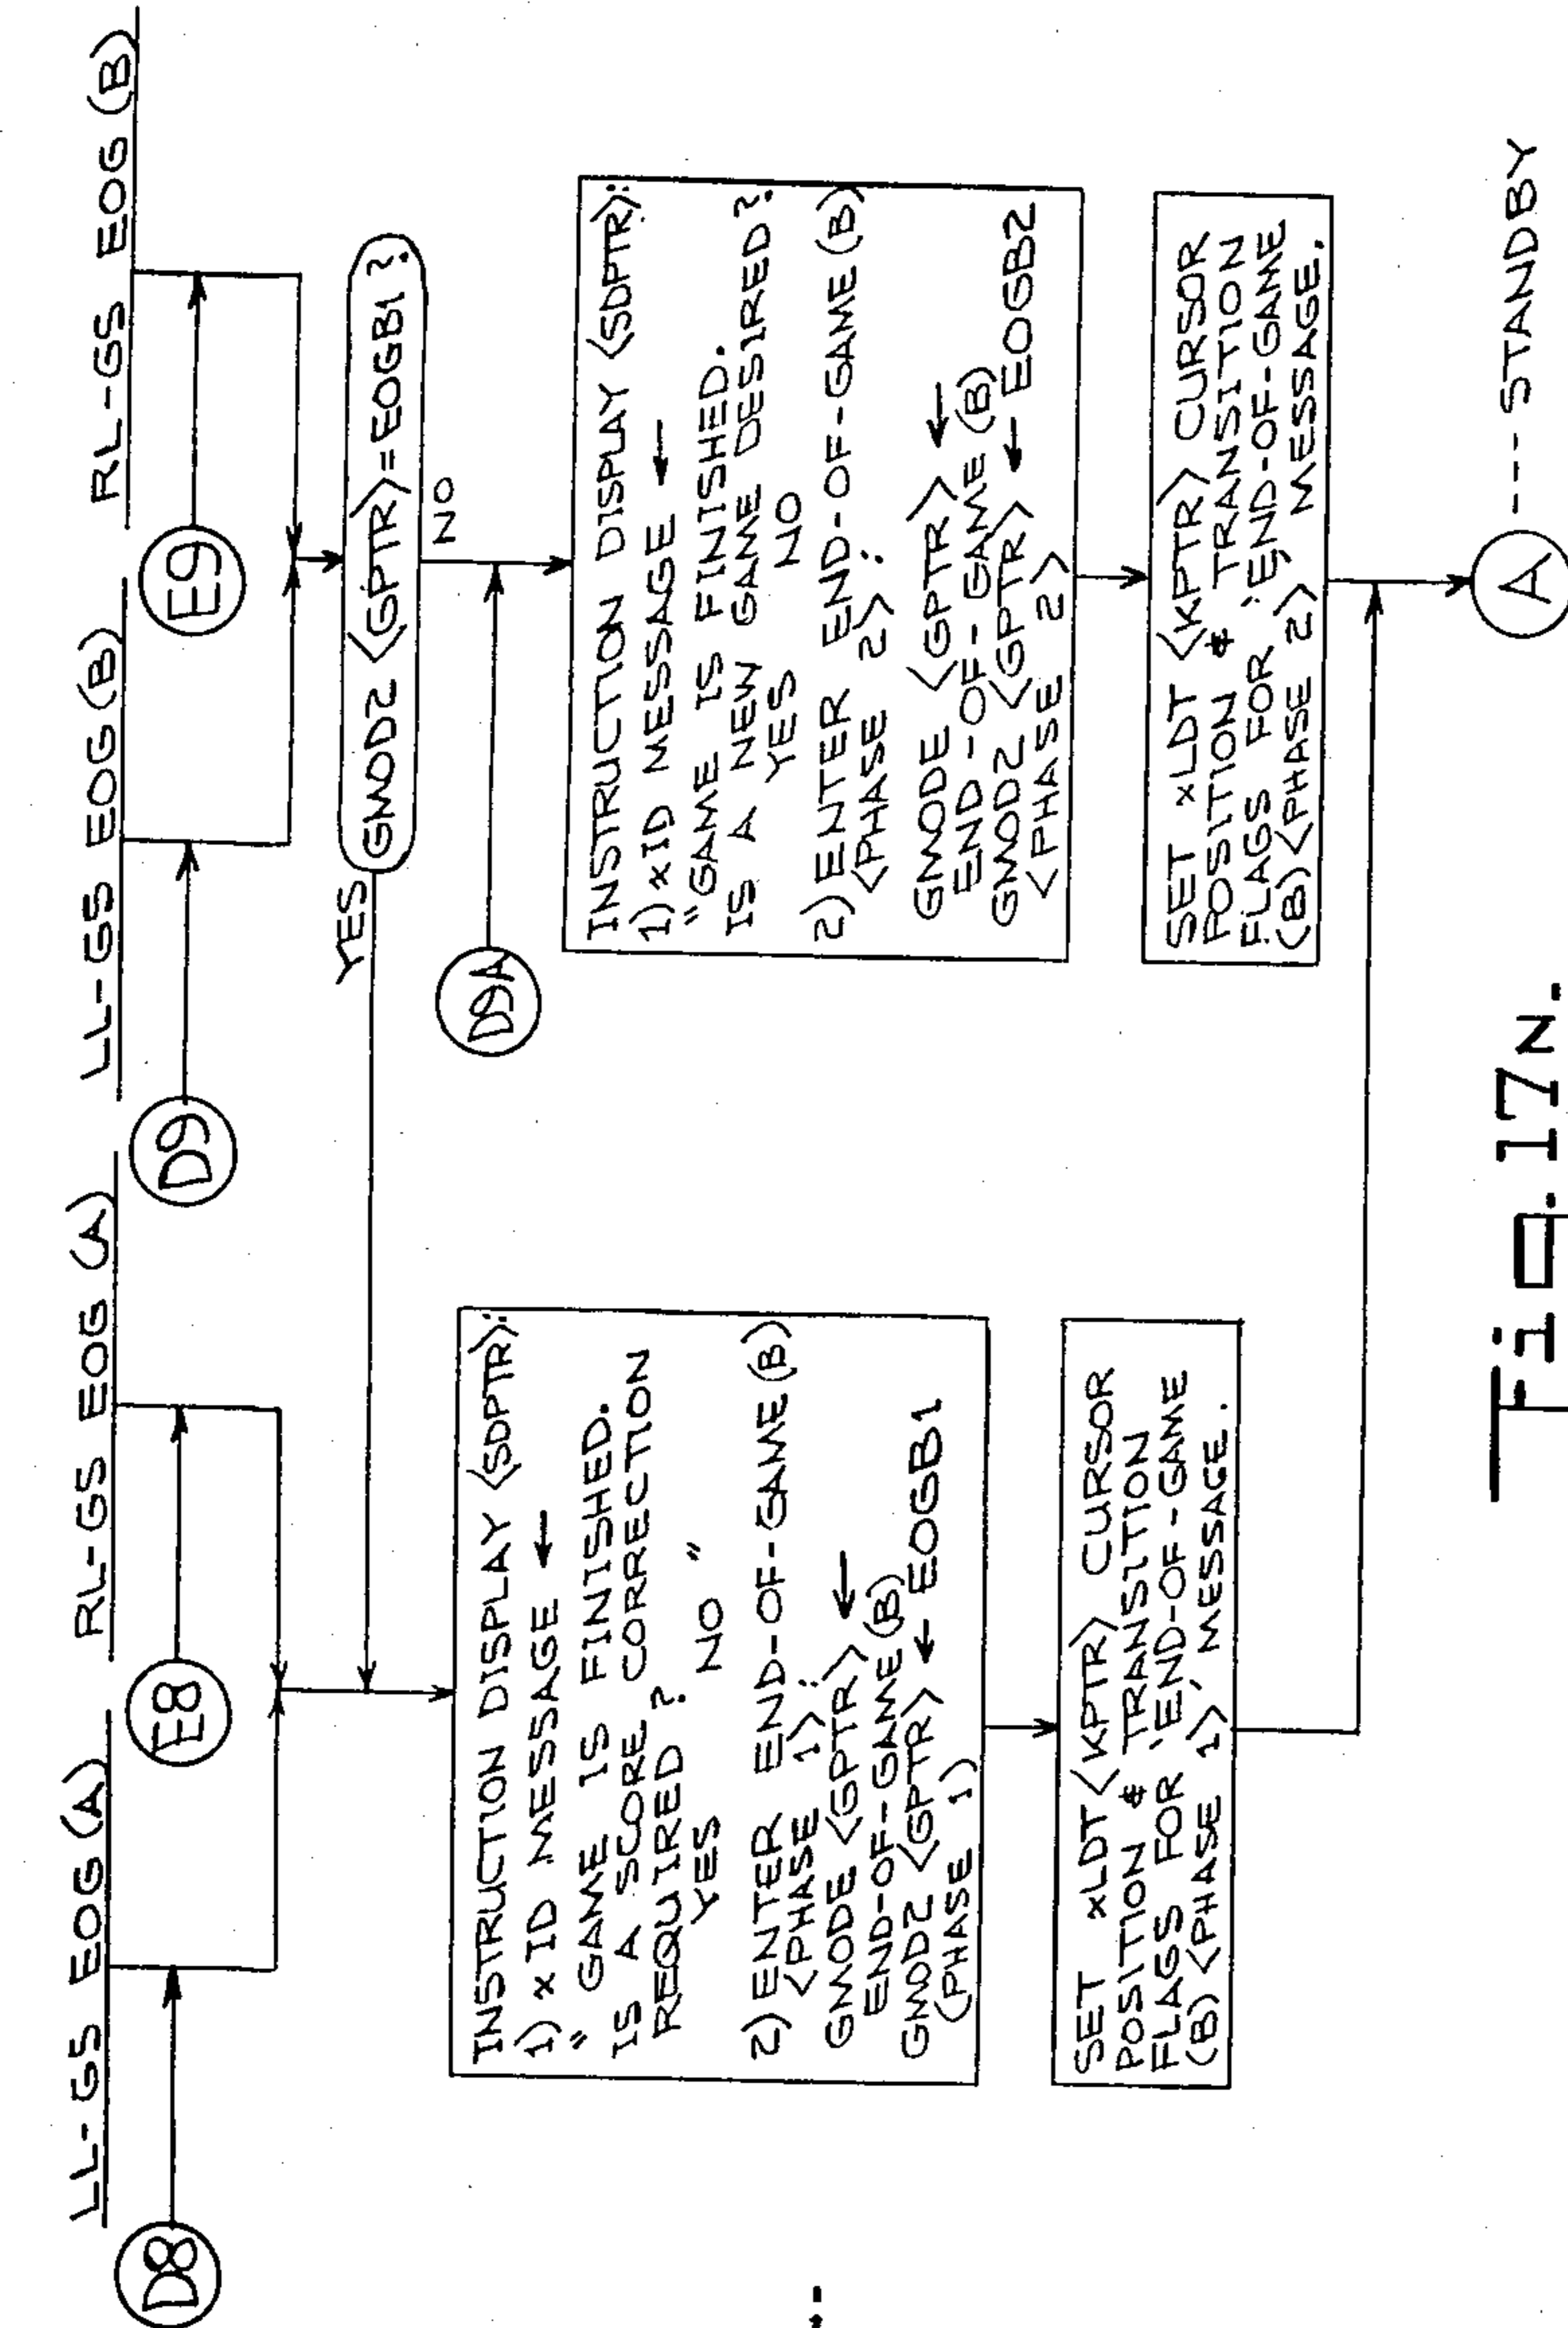 LL-GS EOG (A)
RL-GS EOG (A)
LL-GS EOG (B)
RL-GS EOG (B)
D8
E8
D9
E9
GMOD2 <GPTR> = EOGB1 ?
YES
NO
D9A
INSTRUCTION DISPLAY <SDPTR>:
1) xID MESSAGE ←
" GAME IS FINISHED.
IS A SCORE CORRECTION
REQUIRED ?
YES NO "
2) ENTER END-OF-GAME (B)
<PHASE 1>:
GMODE <GPTR> ←
END-OF-GAME (B)
GMOD2 <GPTR> ← EOGB1
(PHASE 1)
SET xLDT <KPTR> CURSOR
POSITION & TRANSITION
FLAGS FOR 'END-OF-GAME
(B) <PHASE 1>' MESSAGE.
INSTRUCTION DISPLAY <SDPTR>:
1) xID MESSAGE ←
"GAME IS FINISHED.
IS A NEW GAME DESIRED?
YES NO
2) ENTER END-OF-GAME (B)
<PHASE 2>:
GMODE <GPTR> ←
END-OF-GAME (B)
GMOD2 <GPTR> ← EOGB2
<PHASE 2>
SET xLDT <KPTR> CURSOR
POSITION & TRANSITION
FLAGS FOR 'END-OF-GAME
(B) <PHASE 2>' MESSAGE.
A --- STANDBY
Fig. 17N.